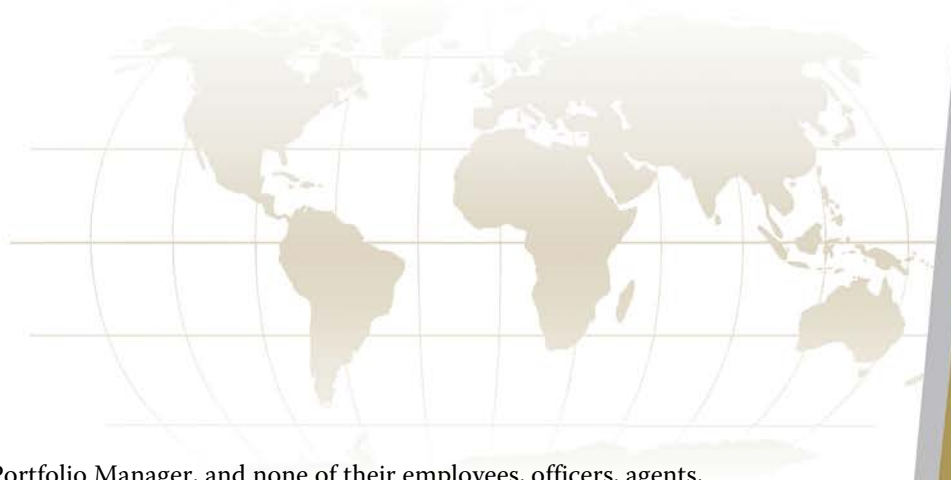 Portfolio Manager, and none of their employees, officers, agents,